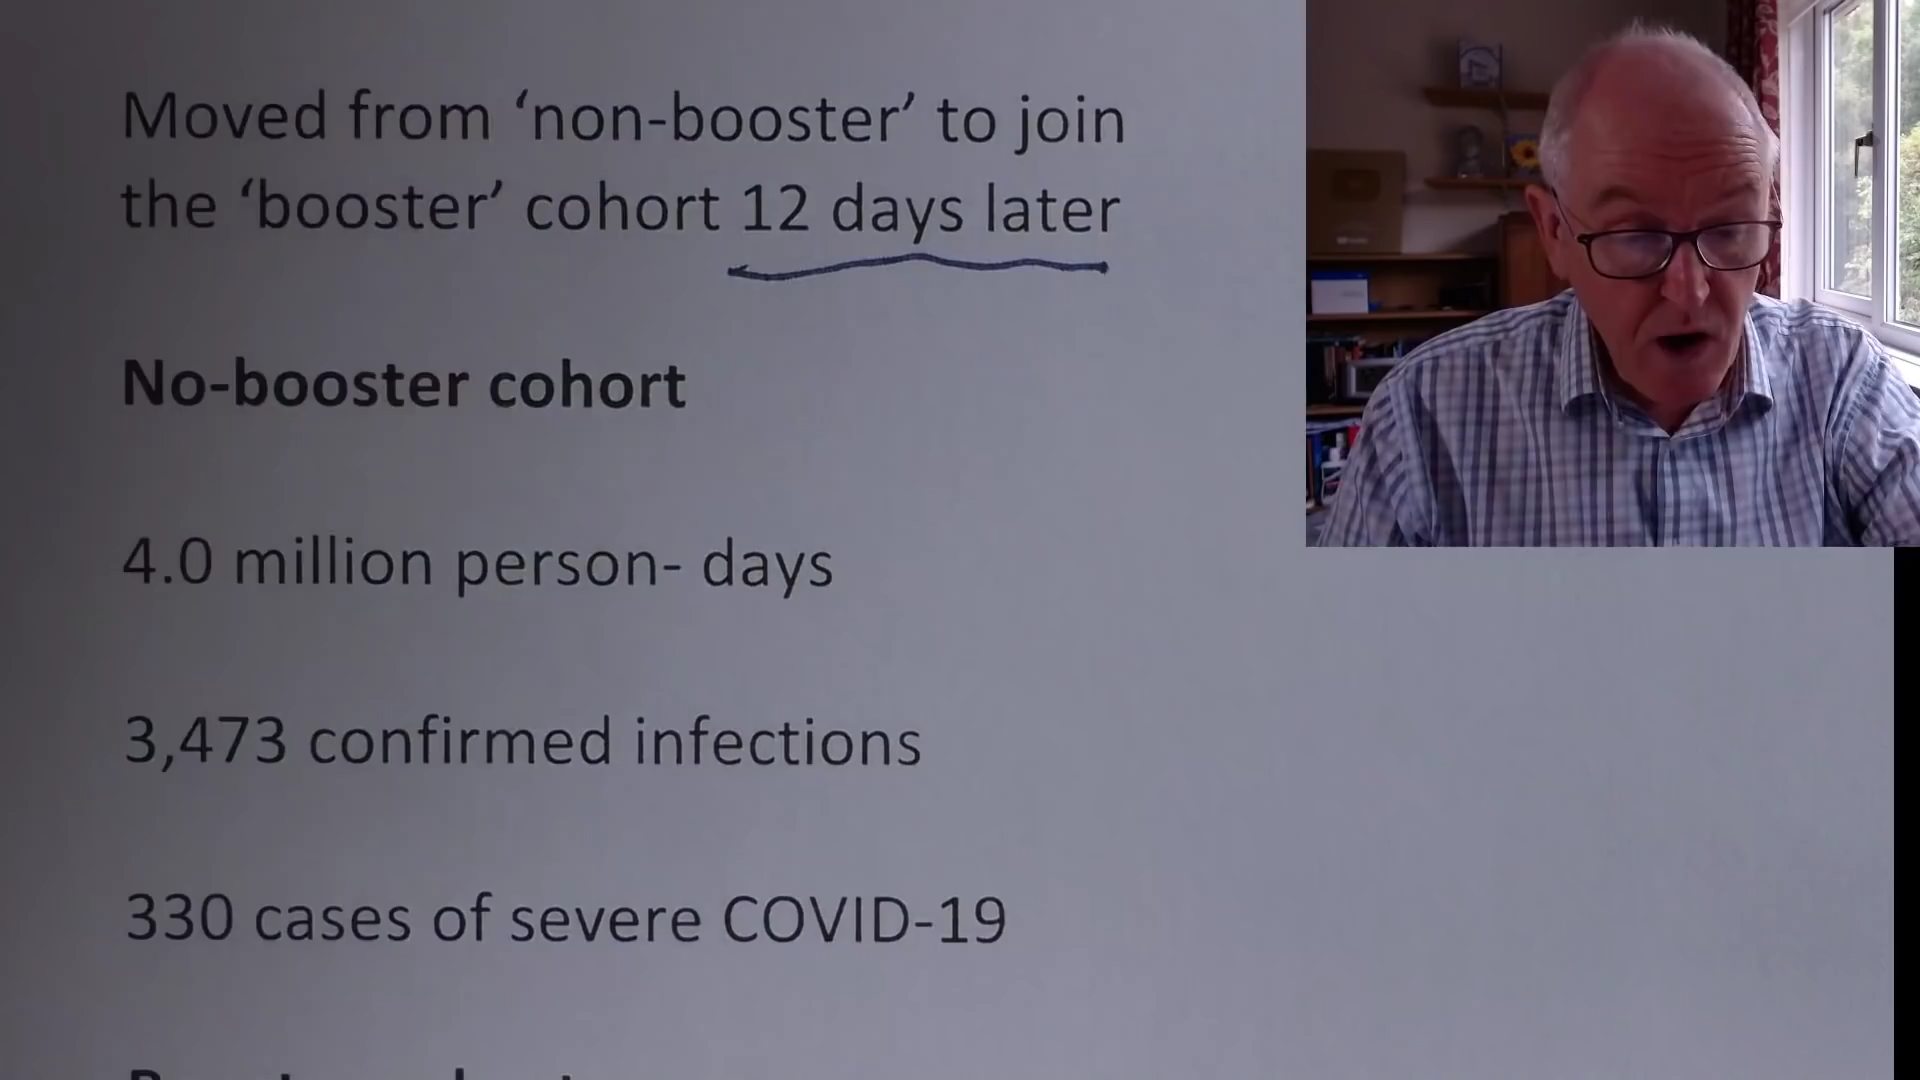 Moved from ‘non-booster’ to join
the ‘booster’ cohort 12 days later
No-booster cohort
4.0 million person- days
3,473 confirmed infections
330 cases of severe COVID-19